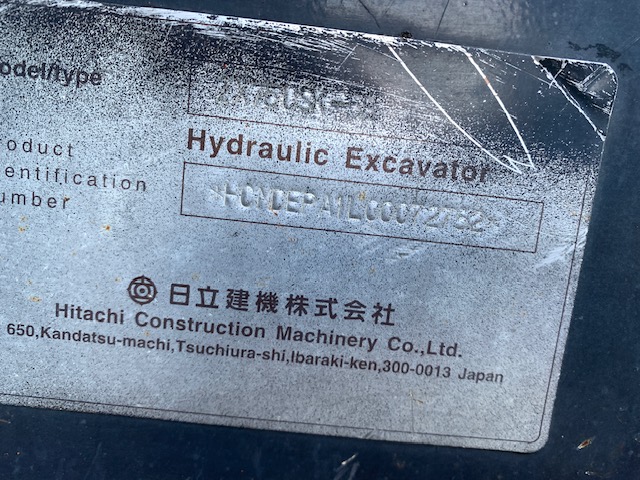 odel/type
Hydraulic Excavator
oduct
entification
umber
日立建機株式会社
Hitachi Construction Machinery Co.,Ltd.
650,Kandatsu-machi,Tsuchiura-shi,Ibaraki-ken,300-0013 Japan